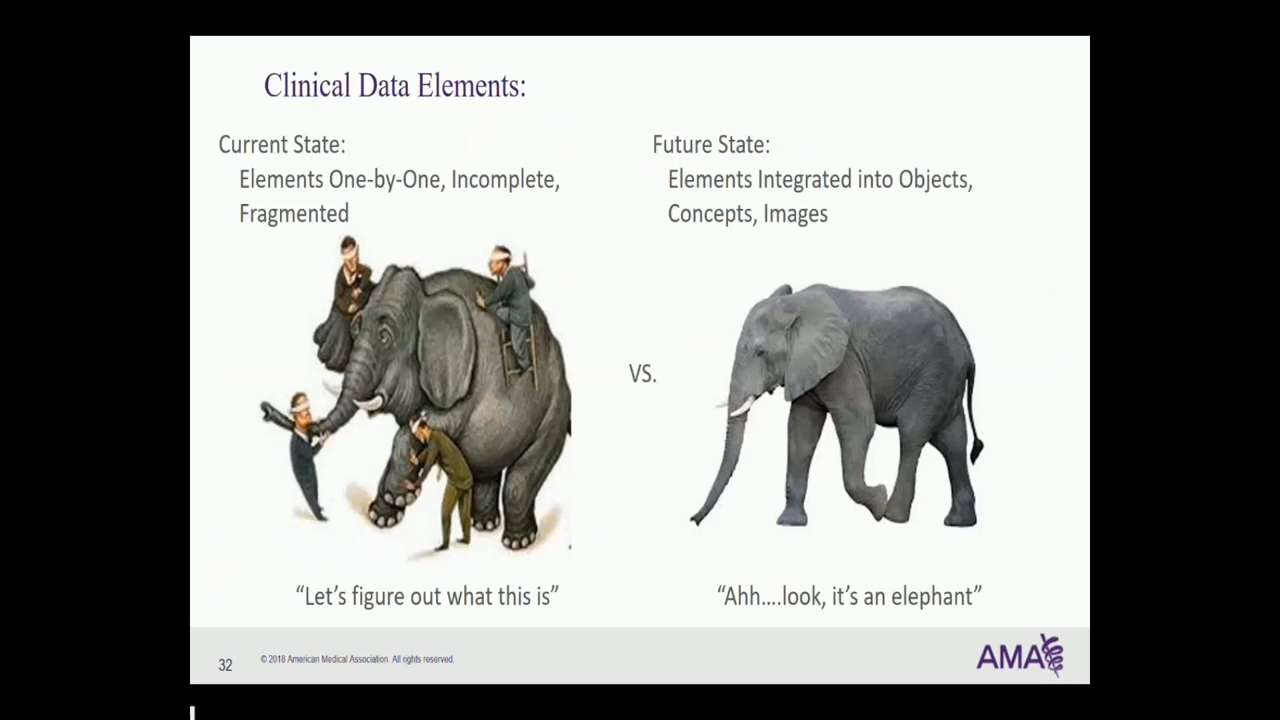 Clinical Data Elements:
Current State:
Elements One-by-One, Incomplete,
Fragmented
Future State:
Elements Integrated into Objects,
Concepts, Images
VS.
“Let’s figure out what this is”
“Ahh....look, it’s an elephant”
32
© 2018 American Medical Association. All rights reserved.
AMA